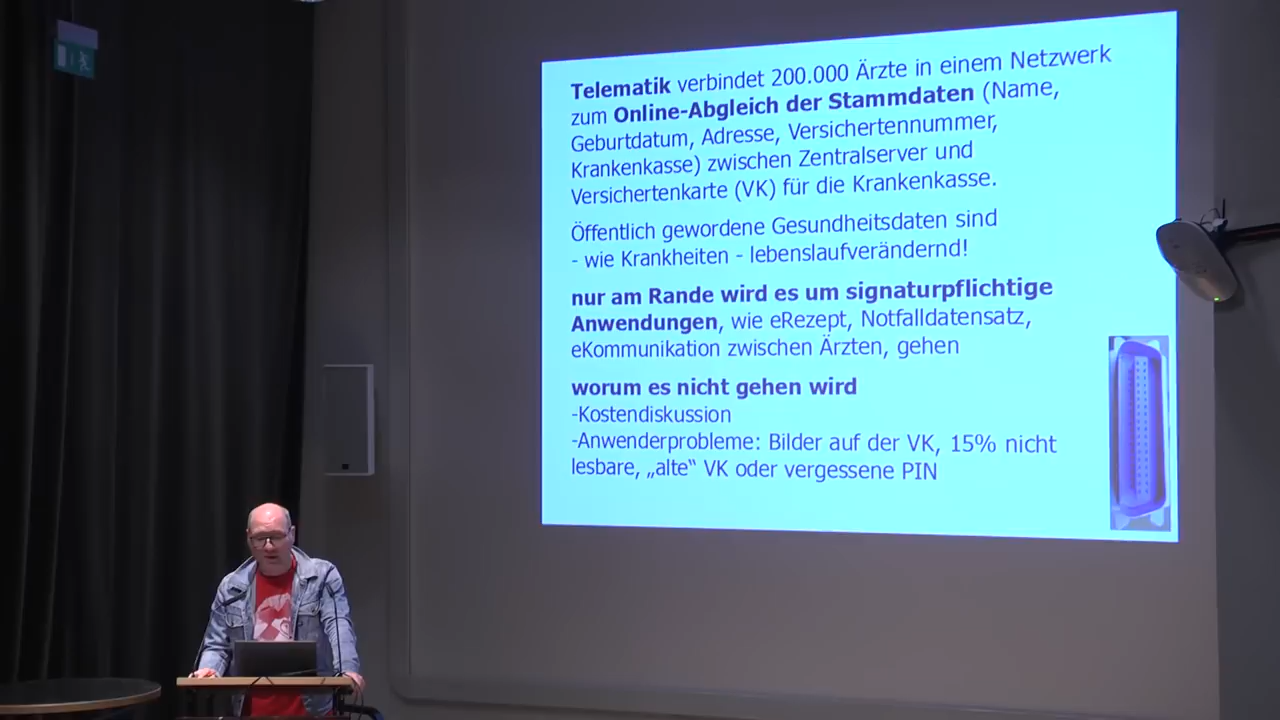 Telematik verbindet 200.000 Ärzte in einem Netzwerk
zum Online-Abgleich der Stammdaten (Name,
Geburtdatum, Adresse, Versichertennummer,
Krankenkasse) zwischen Zentralserver und
Versichertenkarte (VK) für die Krankenkasse.
Öffentlich gewordene Gesundheitsdaten sind
- wie Krankheiten - lebenslaufverändernd!
nur am Rande wird es um signaturpflichtige
Anwendungen, wie eRezept, Notfalldatensatz,
eKommunikation zwischen Ärzten, gehen
worum es nicht gehen wird
-Kostendiskussion
-Anwenderprobleme: Bilder auf der VK, 15% nicht
lesbare, „alte“ VK oder vergessene PIN